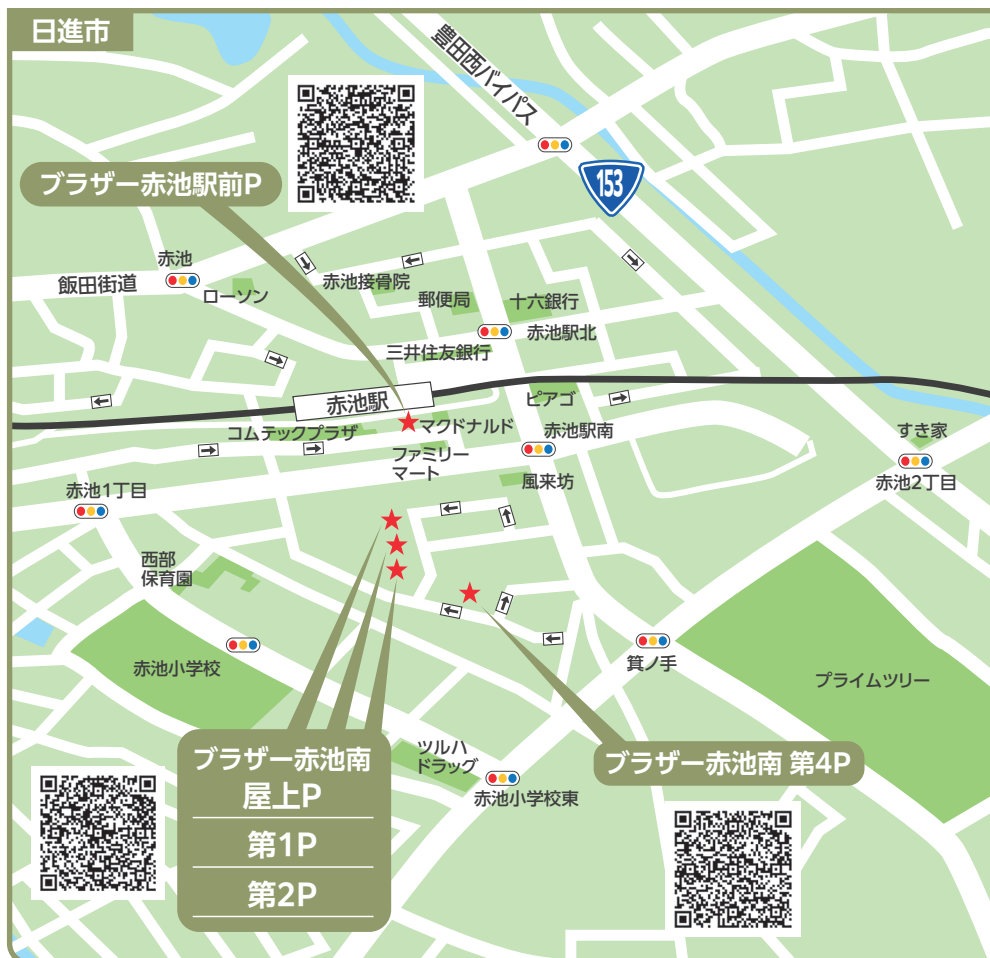 日進市
豊田西バイパス
153
ブラザー赤池駅前P
赤池
飯田街道
ローソン
赤池接骨院
郵便局
十六銀行
赤池駅北
三井住友銀行
赤池駅
ピアゴ
マクドナルド
コムテックプラザ
赤池駅南
すき家
ファミリー
マート
風来坊
赤池2丁目
赤池1丁目
西部
保育園
赤池小学校
箕ノ手
プライムツリー
ツルハ
ドラッグ
赤池小学校東
ブラザー赤池南
屋上P
第1P
第2P
ブラザー赤池南 第4P